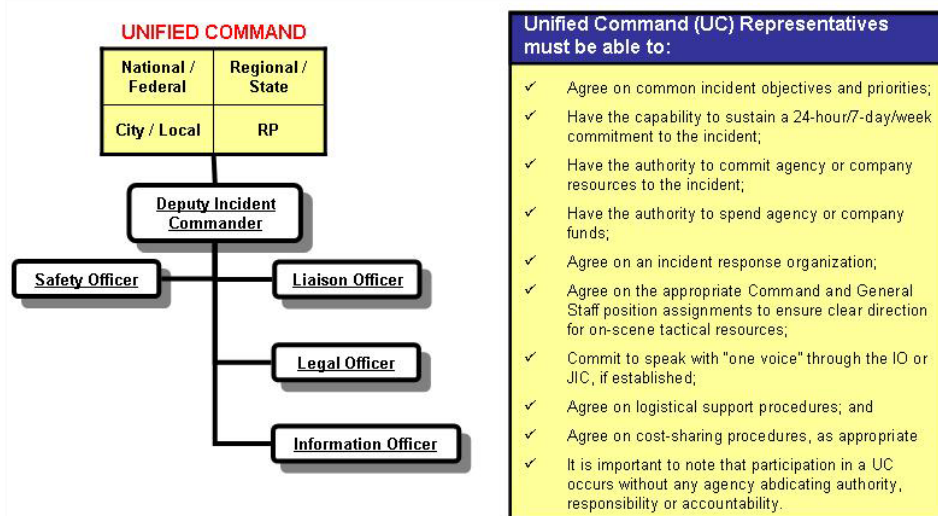 UNIFIED COMMAND
National /
Federal
Regional /
State
City / Local
RP
Deputy Incident
Commander
Safety Officer
Liaison Officer
Legal Officer
Information Officer
Unified Command (UC) Representatives
must be able to:
✓ Agree on common incident objectives and priorities;
✓ Have the capability to sustain a 24-hour/7-day/week
commitment to the incident;
✓ Have the authority to commit agency or company
resources to the incident;
✓ Have the authority to spend agency or company
funds;
✓ Agree on an incident response organization;
✓ Agree on the appropriate Command and General
Staff position assignments to ensure clear direction
for on-scene tactical resources;
✓ Commit to speak with "one voice" through the IO or
JIC, if established;
✓ Agree on logistical support procedures; and
✓ Agree on cost-sharing procedures, as appropriate
✓ It is important to note that participation in a UC
occurs without any agency abdicating authority,
responsibility or accountability.